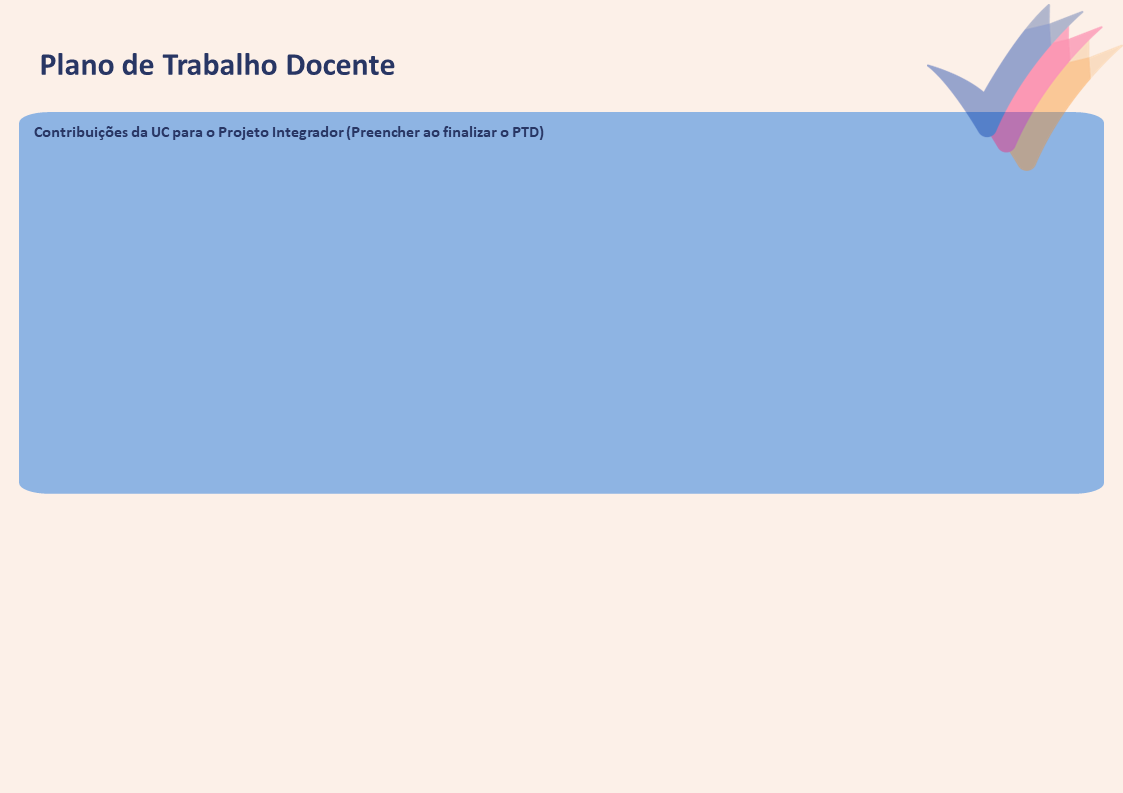 Plano de Trabalho Docente
Contribuições da UC para o Projeto Integrador (Preencher ao finalizar o PTD)